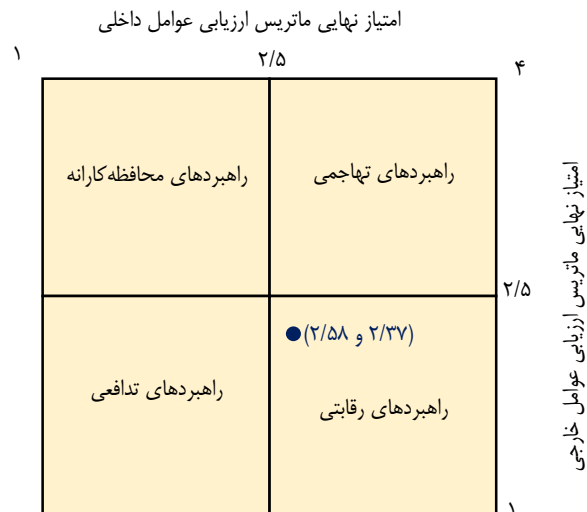 امتیاز نهایی ماتریس ارزیابی عوامل داخلی
۴
۲/۵
۱
راهبردهای تهاجمی
راهبردهای محافظه‌کارانه
امتیاز نهایی ماتریس ارزیابی عوامل خارجی
۲/۵
(۲/۳۷ و ۲/۵۸)
راهبردهای رقابتی
راهبردهای تدافعی
۱